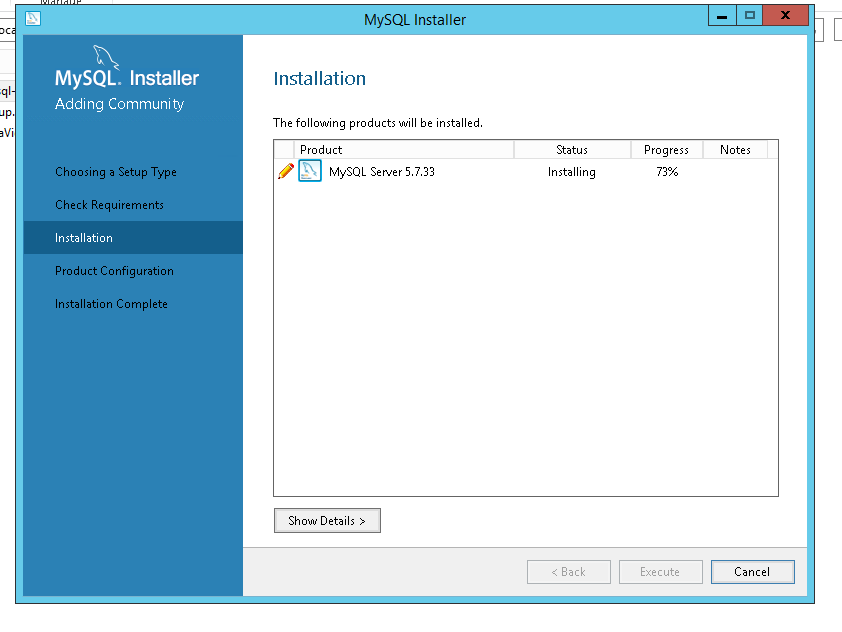 Manage
MySQL Installer
MySQL. Installer
Adding Community
Choosing a Setup Type
Check Requirements
Installation
Product Configuration
Installation Complete
Installation
The following products will be installed.
Product Status Progress Notes
MySQL Server 5.7.33 Installing 73%
Show Details >
< Back Execute Cancel